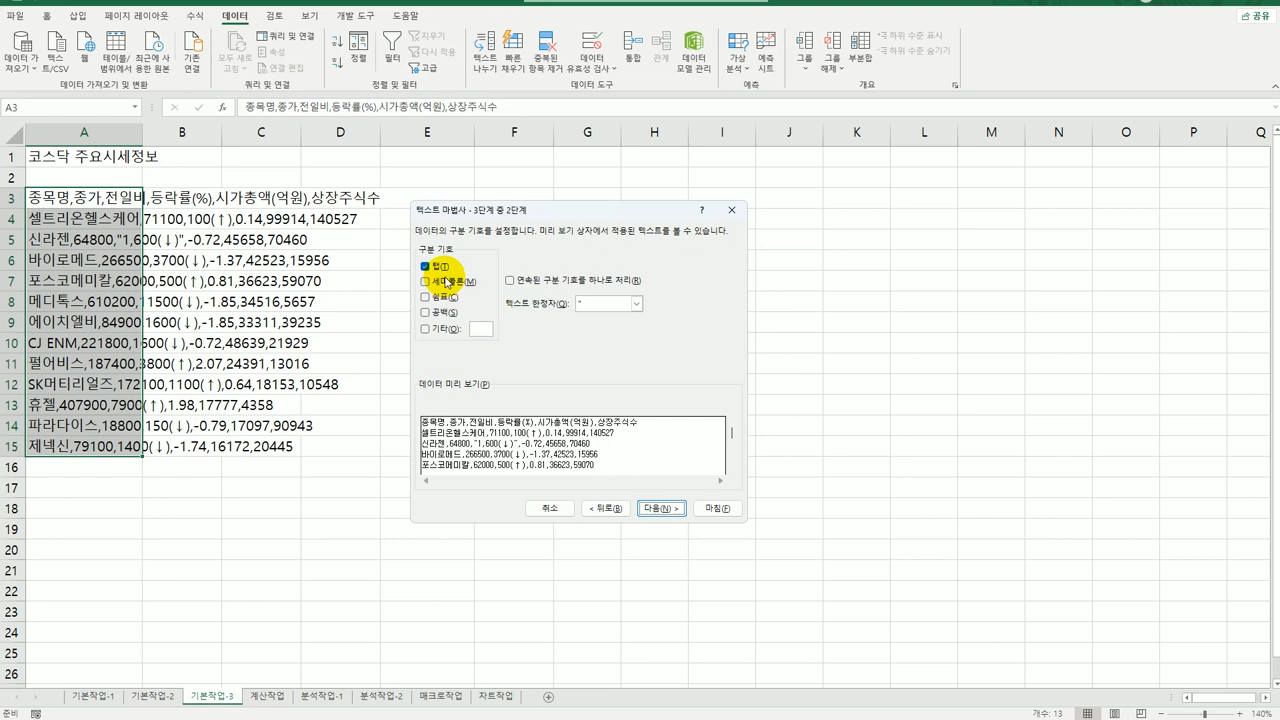 파일 홈 삽입 페이지 레이아웃 수식 데이터 검토 보기 개발 도구 도움말 공유
데이터 가져오기 텍스트/CSV 웹 테이블/범위에서 최근에 사용한 원본 기존 연결 모두 새로 고침 쿼리 및 연결 속성 연결 편집 정렬 필터 지우기 다시 적용 고급 텍스트 나누기 빠른 채우기 중복된 항목 제거 데이터 유효성 검사 통합 관계 데이터 모델 관리 가상 분석 예측 시트 그룹 그룹 해제 부분합 하위 수준 표시 하위 수준 숨기기
데이터 가져오기 및 변환 쿼리 및 연결 정렬 및 필터 데이터 도구 예측 개요
A3 fx 종목명,종가,전일비,등락률(%),시가총액(억원),상장주식수
A B C D E F G H I J K L M N O P Q
1 코스닥 주요시세정보
2
3 종목명,종가,전일비,등락률(%),시가총액(억원),상장주식수
4 셀트리온헬스케어,71100,100(↑),0.14,99914,140527
5 신라젠,64800,"1,600(↓)",-0.72,45658,70460
6 바이로메드,266500,3700(↓),-1.37,42523,15956
7 포스코메미칼,62000,500(↑),0.81,36623,59070
8 메디톡스,610200,11500(↓),-1.85,34516,5657
9 에이치엘비,84900,1600(↓),-1.85,33311,39235
10 CJ ENM,221800,1600(↓),-0.72,48639,21929
11 펄어비스,187400,3800(↑),2.07,24391,13016
12 SK머티리얼즈,172100,1100(↑),0.64,18153,10548
13 휴젤,407900,7900(↑),1.98,17777,4358
14 파라다이스,18800,150(↓),-0.79,17097,90943
15 제넥신,79100,1400(↓),-1.74,16172,20445
16
17
18
19
20
21
22
23
24
25
26
텍스트 마법사 - 3단계 중 2단계 ?
데이터의 구분 기호를 설정합니다. 미리 보기 상자에서 적용된 텍스트를 볼 수 있습니다.
구분 기호
탭(T)
세미콜론(M)
쉼표(C)
공백(S)
기타(O):
연속된 구분 기호를 하나로 처리(R)
텍스트 한정자(Q): "
데이터 미리 보기(P)
종목명,종가,전일비,등락률(%),시가총액(억원),상장주식수
셀트리온헬스케어,71100,100(↑),0.14,99914,140527
신라젠,64800,"1,600(↓)",-0.72,45658,70460
바이로메드,266500,3700(↓),-1.37,42523,15956
포스코메미칼,62000,500(↑),0.81,36623,59070
취소 < 뒤로(B) 다음(N) > 마침(F)
기본작업-1 기본작업-2 기본작업-3 계산작업 분석작업-1 분석작업-2 매크로작업 차트작업
준비 개수: 13 140%